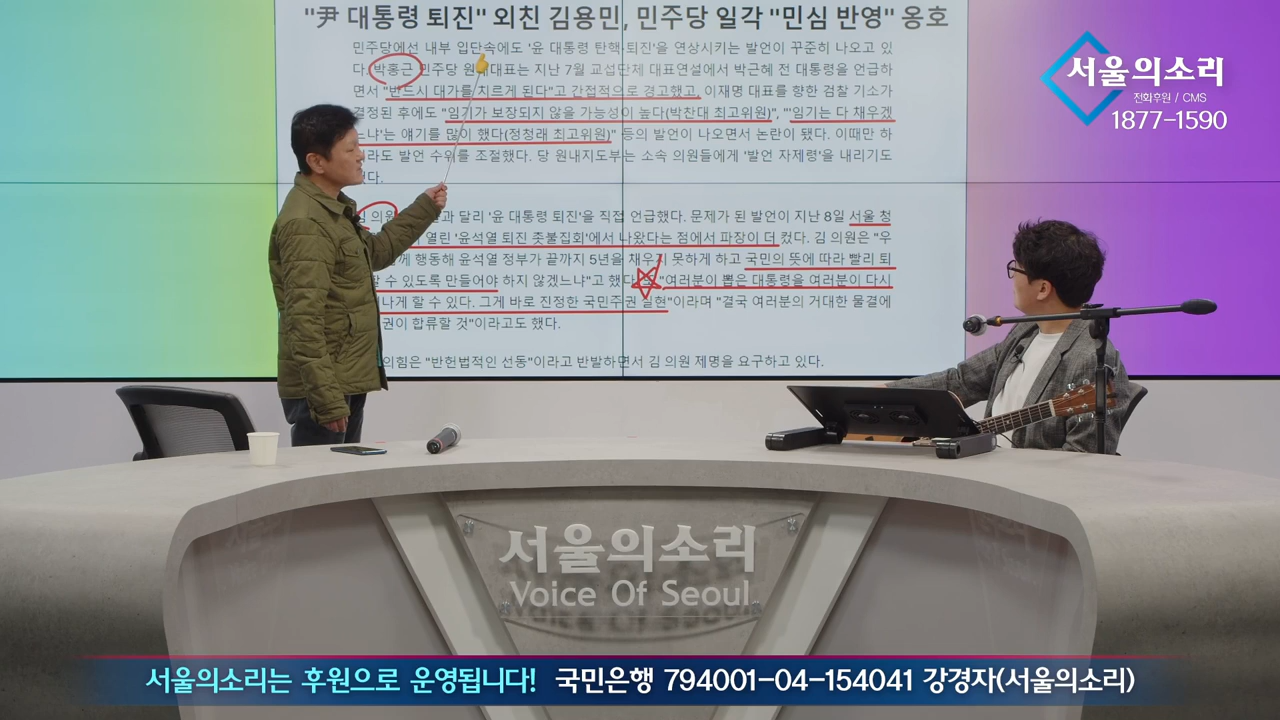 "尹 대통령 퇴진" 외친 김용민, 민주당 일각 "민심 반영" 옹호
민주당에선 내부 입단속에도 '윤 대통령 탄핵·퇴진'을 연상시키는 발언이 꾸준히 나오고 있
다. 박홍근 민주당 원내대표는 지난 7월 교섭단체 대표연설에서 박근혜 전 대통령을 언급하
면서 "반드시 대가를 치르게 된다"고 간접적으로 경고했고, 이재명 대표를 향한 검찰 기소가
결정된 후에도 "임기가 보장되지 않을 가능성이 높다(박찬대 최고위원)", "'임기는 다 채우겠
느냐'는 얘기를 많이 했다(정청래 최고위원)" 등의 발언이 나오면서 논란이 됐다. 이때만 하
라도 발언 수위를 조절했다. 당 원내지도부는 소속 의원들에게 '발언 자제령'을 내리기도
다.
의원 과 달리 '윤 대통령 퇴진'을 직접 언급했다. 문제가 된 발언이 지난 8일 서울 청
열린 '윤석열 퇴진 촛불집회'에서 나왔다는 점에서 파장이 더 컸다. 김 의원은 "우
께 행동해 윤석열 정부가 끝까지 5년을 채우지 못하게 하고 국민의 뜻에 따라 빨리 퇴
할 수 있도록 만들어야 하지 않겠느냐"고 했다. "여러분이 뽑은 대통령을 여러분이 다시
나게 할 수 있다. 그게 바로 진정한 국민주권 실현"이라며 "결국 여러분의 거대한 물결에
권이 합류할 것"이라고도 했다.
의힘은 "반헌법적인 선동"이라고 반발하면서 김 의원 제명을 요구하고 있다.
서울의소리
전화후원 / CMS
1877-1590
서울의소리
Voice Of Seoul
서울의소리는 후원으로 운영됩니다! 국민은행 794001-04-154041 강경자(서울의소리)